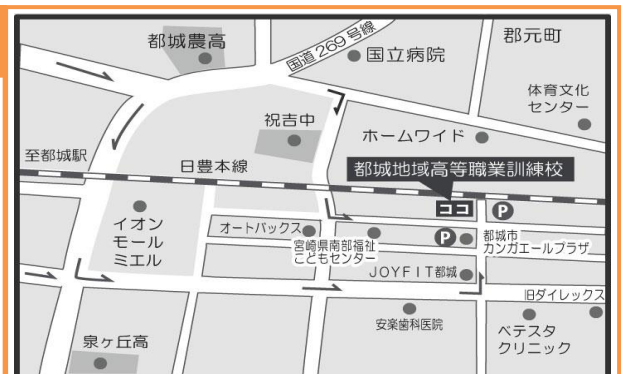 都城農高
国道269号線
国立病院
郡元町
体育文化
センター
祝吉中
ホームワイド
至都城駅
日豊本線
都城地域高等職業訓練校
ココ
P
イオン
モール
ミエル
オートバックス
宮崎県南部福祉
こどもセンター
P
都城市
カンガエールプラザ
JOYFIT都城
旧ダイレックス
安楽歯科医院
ベテスタ
クリニック
泉ヶ丘高